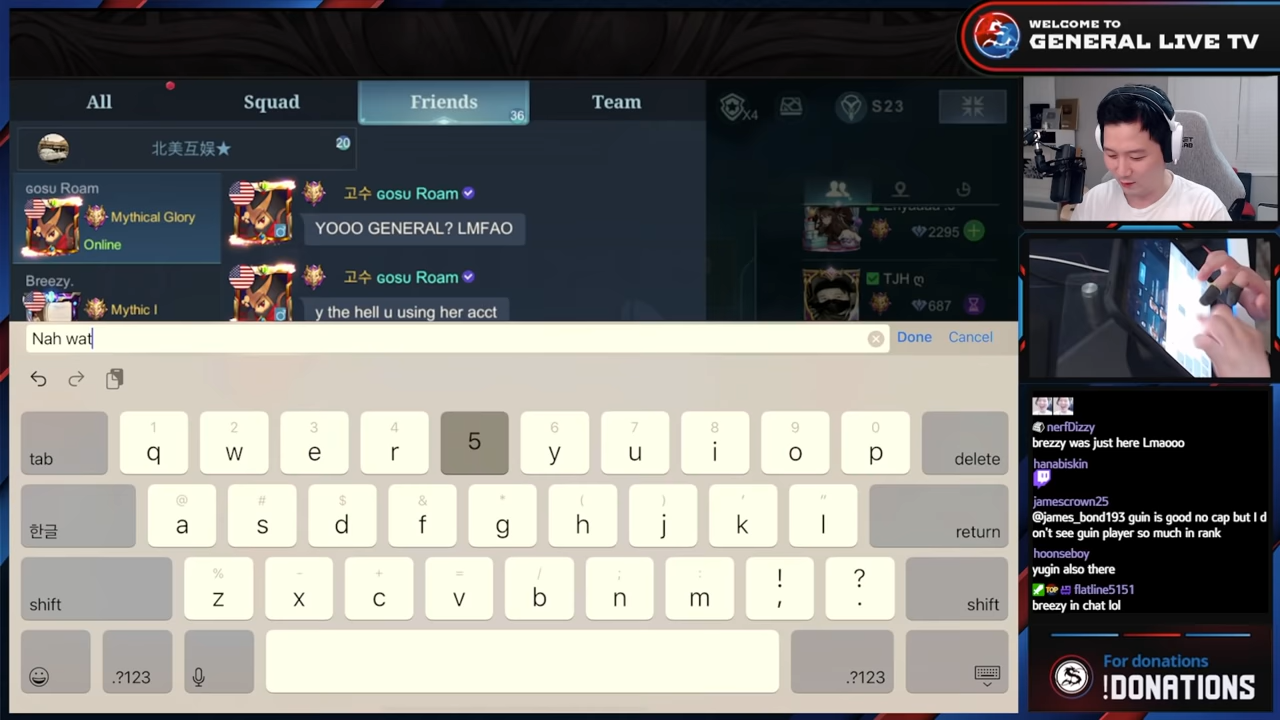 WELCOME TO
GENERAL LIVE TV
All
Squad
Friends
36
Team
X4
S23
北美互娱★
20
gosu Roam
Mythical Glory
Online
고수 gosu Roam
YOOO GENERAL? LMFAO
2295
Breezy.
Mythic I
고수 gosu Roam
y the hell u using her acct
TJH ღ
687
Nah wat
Done
Cancel
tab
1
q
2
w
3
e
4
r
5
6
y
7
u
8
i
9
o
0
p
delete
한글
@
a
#
s
$
d
&
f
*
g
(
h
)
j
'
k
"
l
return
shift
%
z
-
x
+
c
=
v
/
b
;
n
:
m
!
,
?
.
shift
.?123
.?123
nerfDizzy
brezzy was just here Lmaooo
hanabiskin
jamescrown25
@james_bond193 guin is good no cap but I d
on't see guin player so much in rank
hoonseboy
yugin also there
TOP
flatline5151
breezy in chat lol
For donations
!DONATIONS